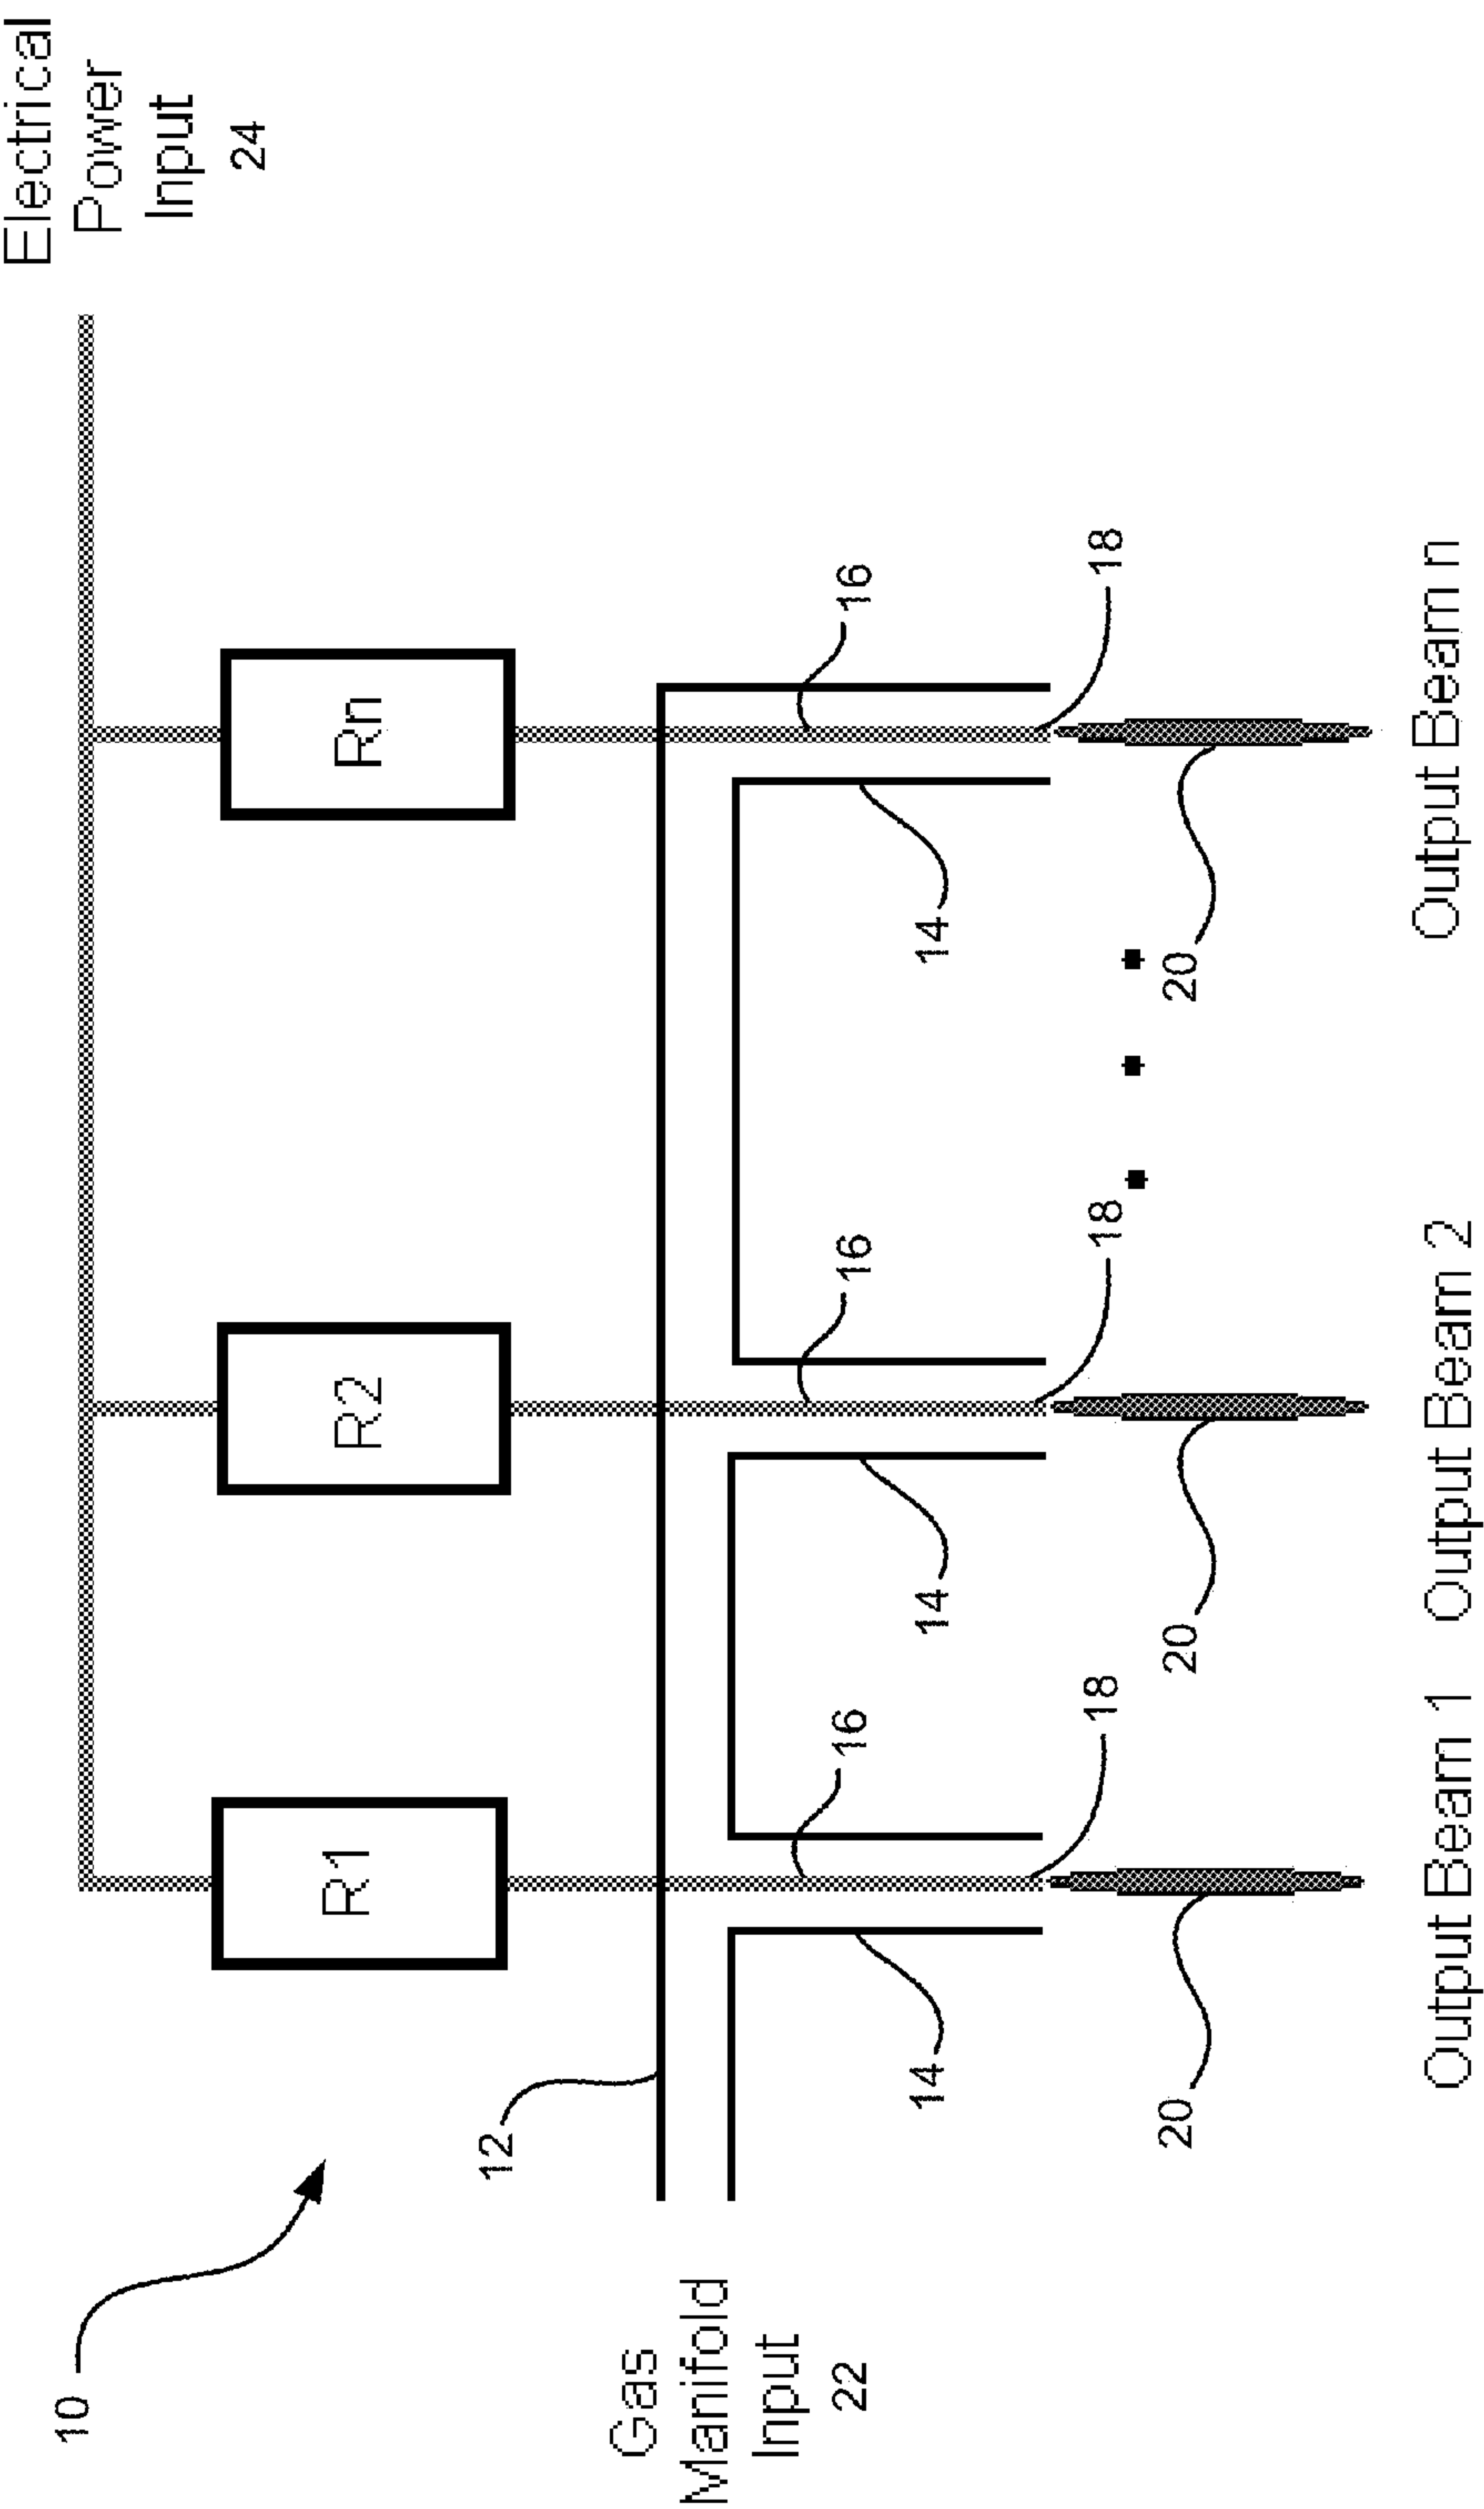 10
Electrical
Power
Input
24
R1
R2
Rn
12
Gas
Manifold
Input
22
16
16
16
14
14
14
18
18
18
20
20
20
Output Beam 1
Output Beam 2
Output Beam n